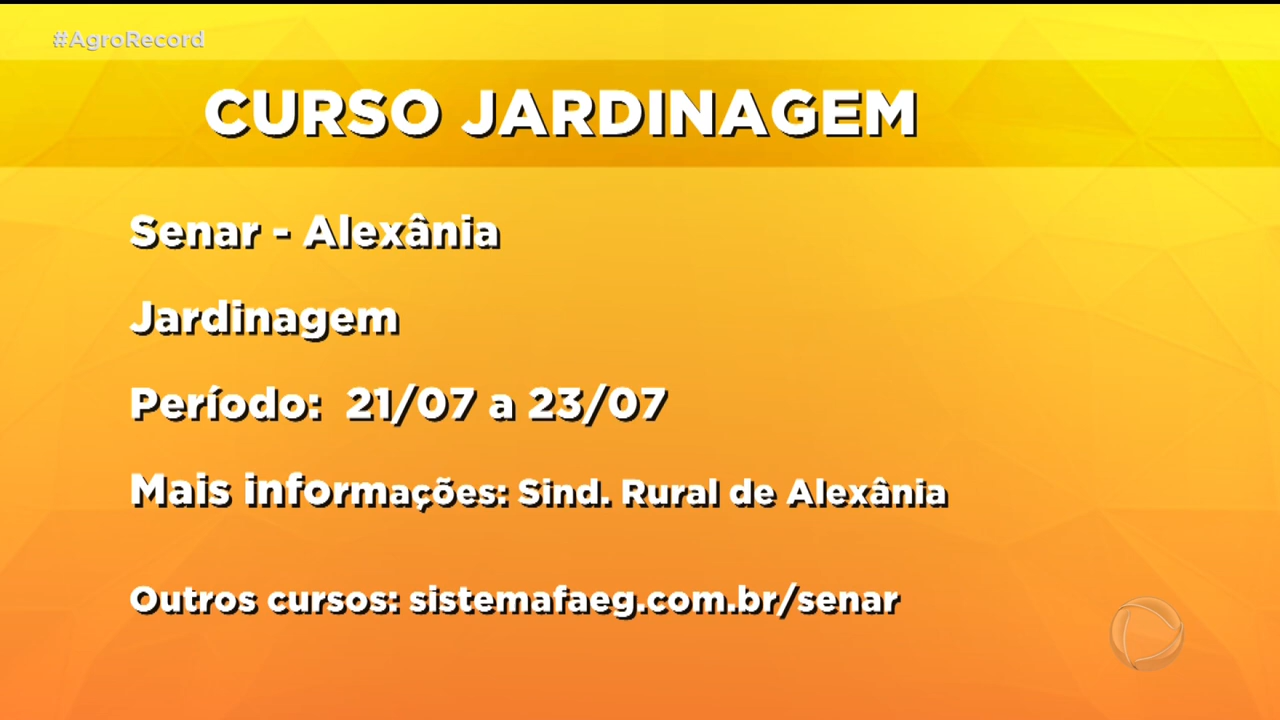 #AgroRecord
CURSO JARDINAGEM
Senar - Alexânia
Jardinagem
Período:  21/07 a 23/07
Mais informações: Sind. Rural de Alexânia
Outros cursos: sistemafaeg.com.br/senar